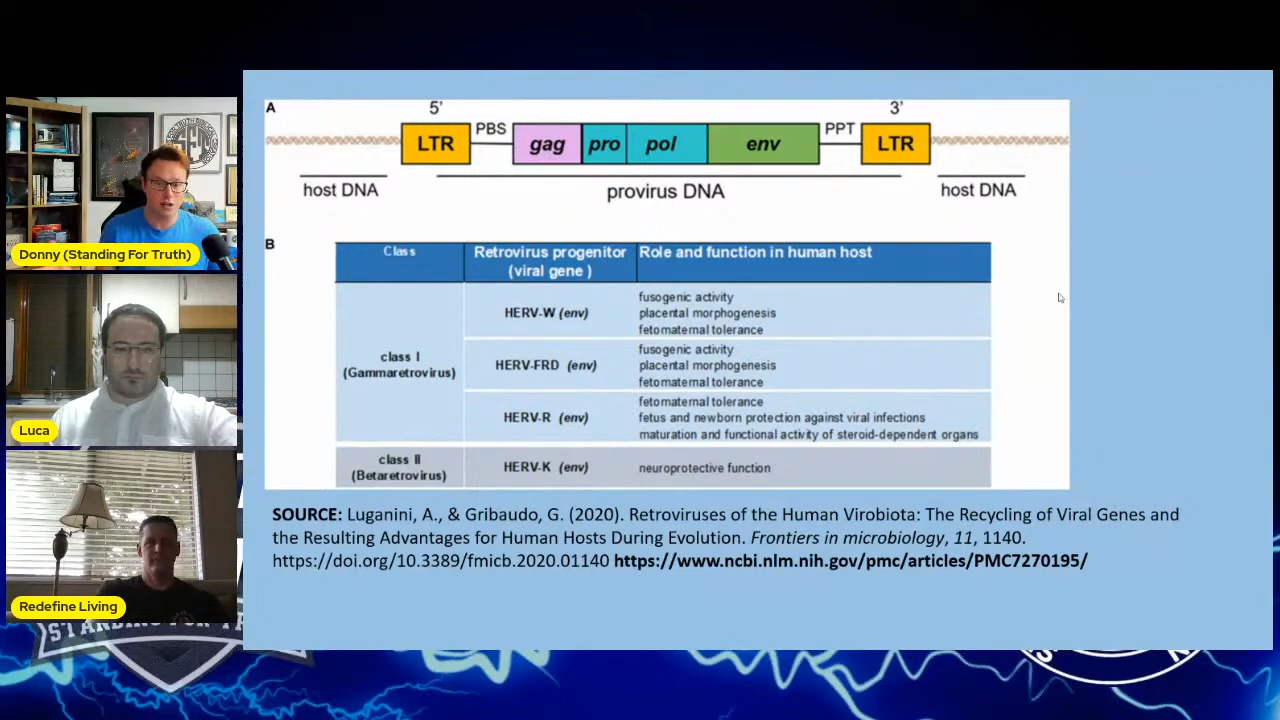 A
5'
3'
LTR
PBS
gag
pro
pol
env
PPT
LTR
host DNA
provirus DNA
host DNA
B
Class
Retrovirus progenitor
(viral gene )
Role and function in human host
class I
(Gammaretrovirus)
HERV-W (env)
fusogenic activity
placental morphogenesis
fetomaternal tolerance
HERV-FRD (env)
fusogenic activity
placental morphogenesis
fetomaternal tolerance
HERV-R (env)
fetomaternal tolerance
fetus and newborn protection against viral infections
maturation and functional activity of steroid-dependent organs
class II
(Betaretrovirus)
HERV-K (env)
neuroprotective function
SOURCE: Luganini, A., & Gribaudo, G. (2020). Retroviruses of the Human Virobiota: The Recycling of Viral Genes and
the Resulting Advantages for Human Hosts During Evolution. Frontiers in microbiology, 11, 1140.
https://doi.org/10.3389/fmicb.2020.01140 https://www.ncbi.nlm.nih.gov/pmc/articles/PMC7270195/
Donny (Standing For Truth)
Luca
Redefine Living